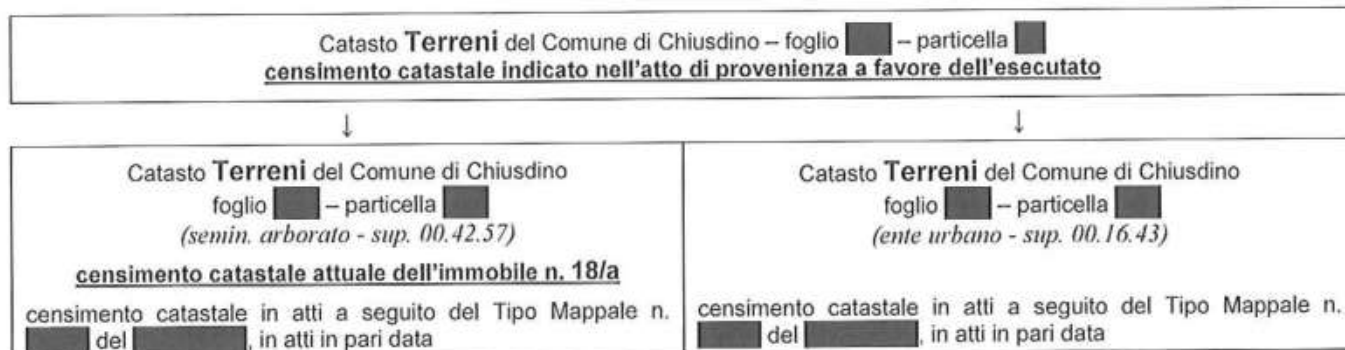 Catasto Terreni del Comune di Chiusdino – foglio – particella
censimento catastale indicato nell'atto di provenienza a favore dell'esecutato
↓
↓
Catasto Terreni del Comune di Chiusdino
foglio – particella
(semin. arborato - sup. 00.42.57)
censimento catastale attuale dell'immobile n. 18/a
censimento catastale in atti a seguito del Tipo Mappale n.
del , in atti in pari data
Catasto Terreni del Comune di Chiusdino
foglio – particella
(ente urbano - sup. 00.16.43)
censimento catastale in atti a seguito del Tipo Mappale n.
del , in atti in pari data